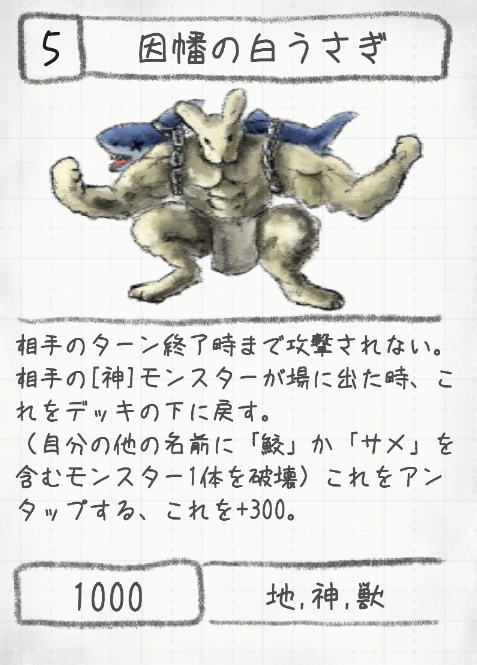 5
因幡の白うさぎ
相手のターン終了時まで攻撃されない。
相手の[神]モンスターが場に出た時、こ
れをデッキの下に戻す。
（自分の他の名前に「鮫」か「サメ」を
含むモンスター1体を破壊）これをアン
タップする、これを+300。
1000
地,神,獣